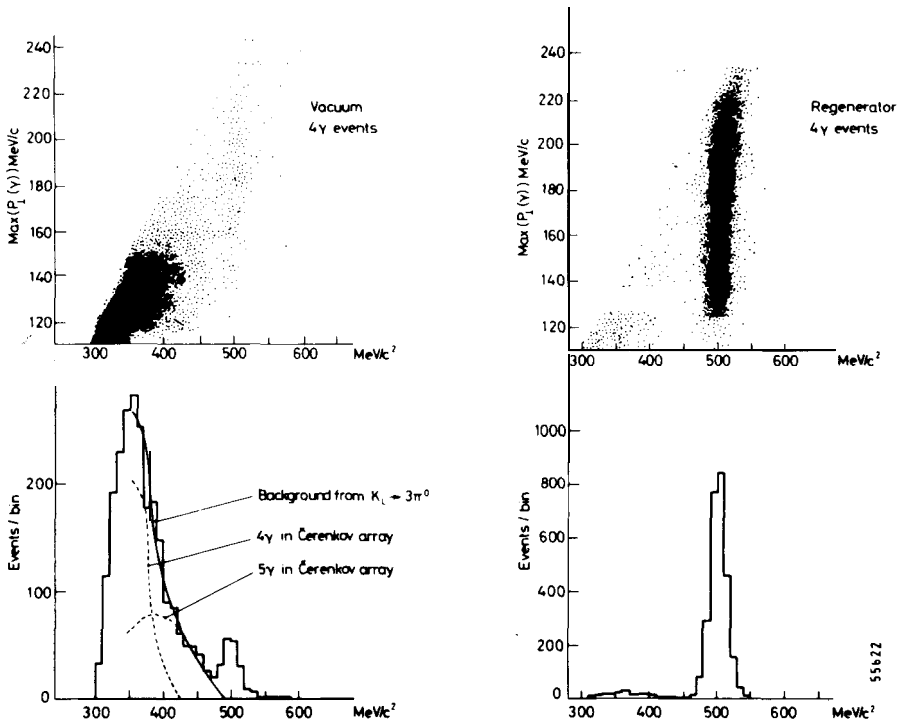 Max(P⊥(γ)) MeV/c
240
220
200
180
160
140
120
300 400 500 600 MeV/c²
Vacuum
4γ events
Max(P⊥(γ)) MeV/c
240
220
200
180
160
140
120
300 400 500 600 MeV/c²
Regenerator
4γ events
Events / bin
200
100
0
300 400 500 600 MeV/c²
Background from K_L → 3π⁰
4γ in Čerenkov array
5γ in Čerenkov array
Events / bin
1000
800
600
400
200
0
300 400 500 600 MeV/c²
55622